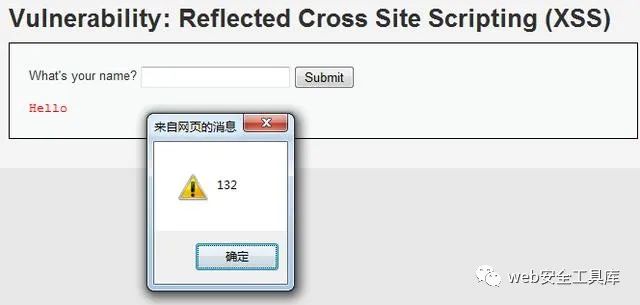 Vulnerability: Reflected Cross Site Scripting (XSS)
What's your name? Submit
Hello
来自网页的消息
132
确定
web安全工具库